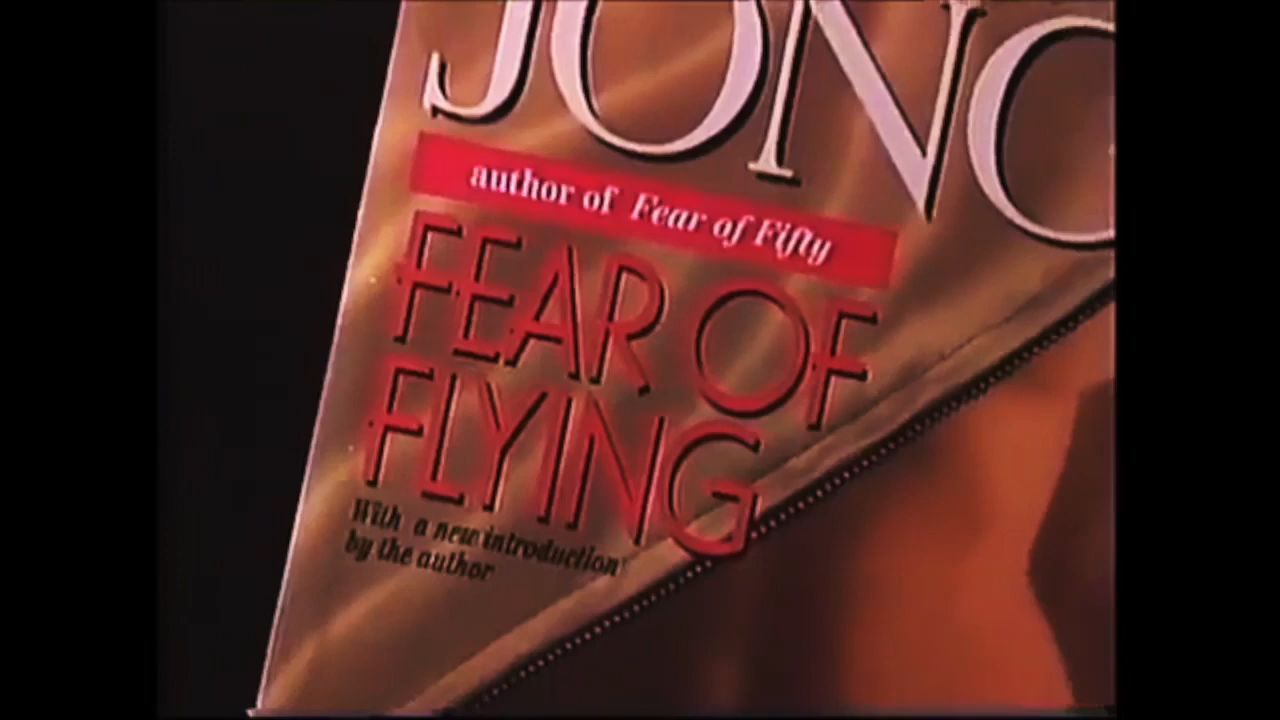 JONG
author of Fear of Fifty
FEAR OF
FLYING
With a new introduction
by the author